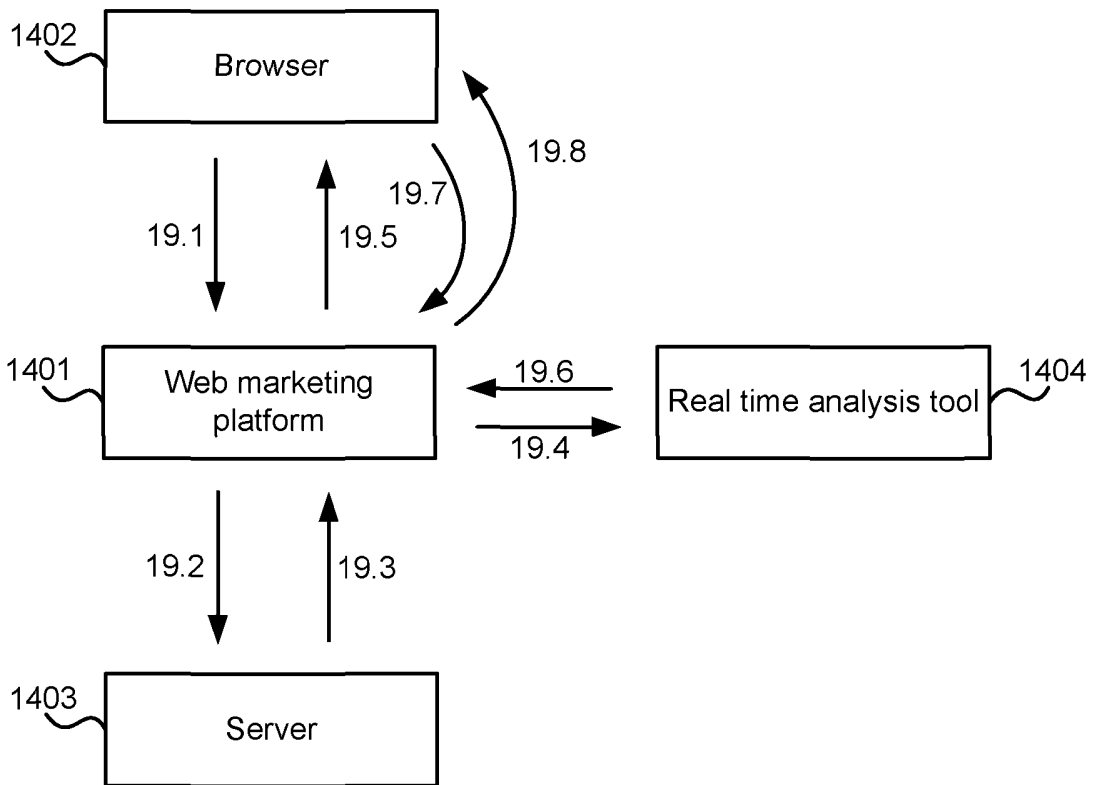 1402
Browser
19.8
19.7
19.1
19.5
1401
Web marketing
platform
19.6
19.4
Real time analysis tool
1404
19.2
19.3
1403
Server